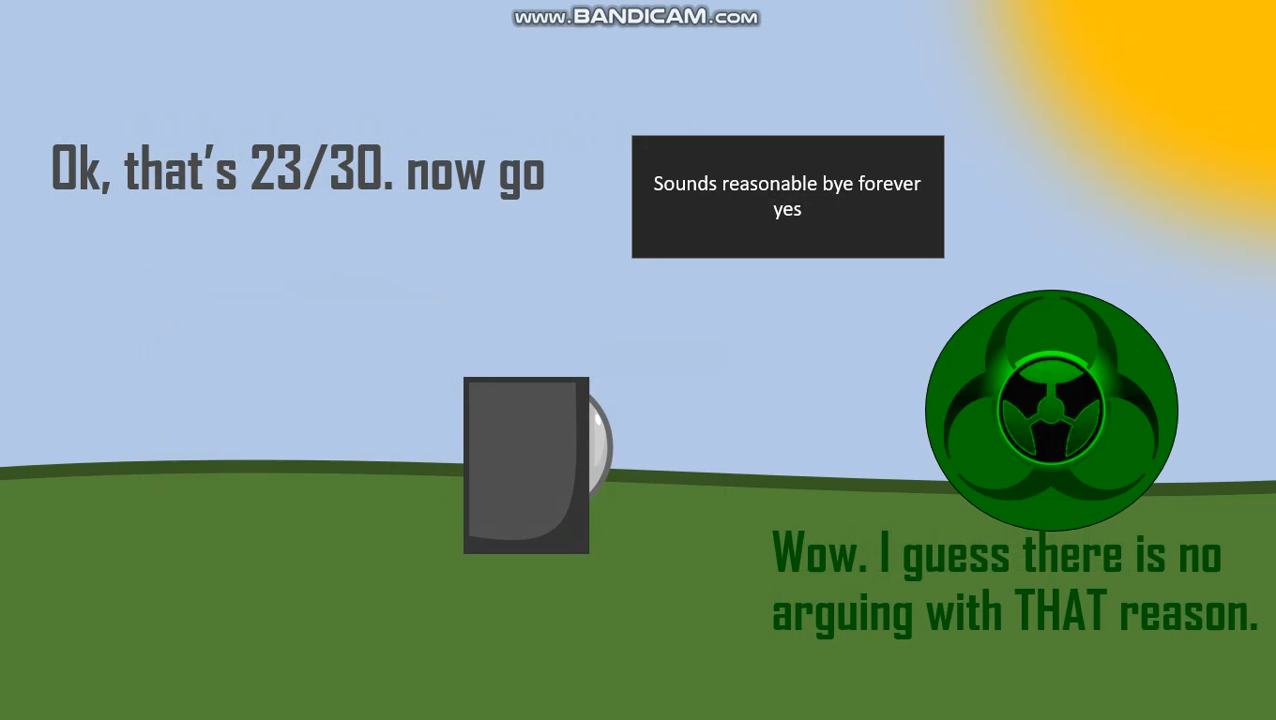 www.BANDICAM.com
Ok, that's 23/30. now go
Sounds reasonable bye forever
yes
Wow. I guess there is no
arguing with THAT reason.